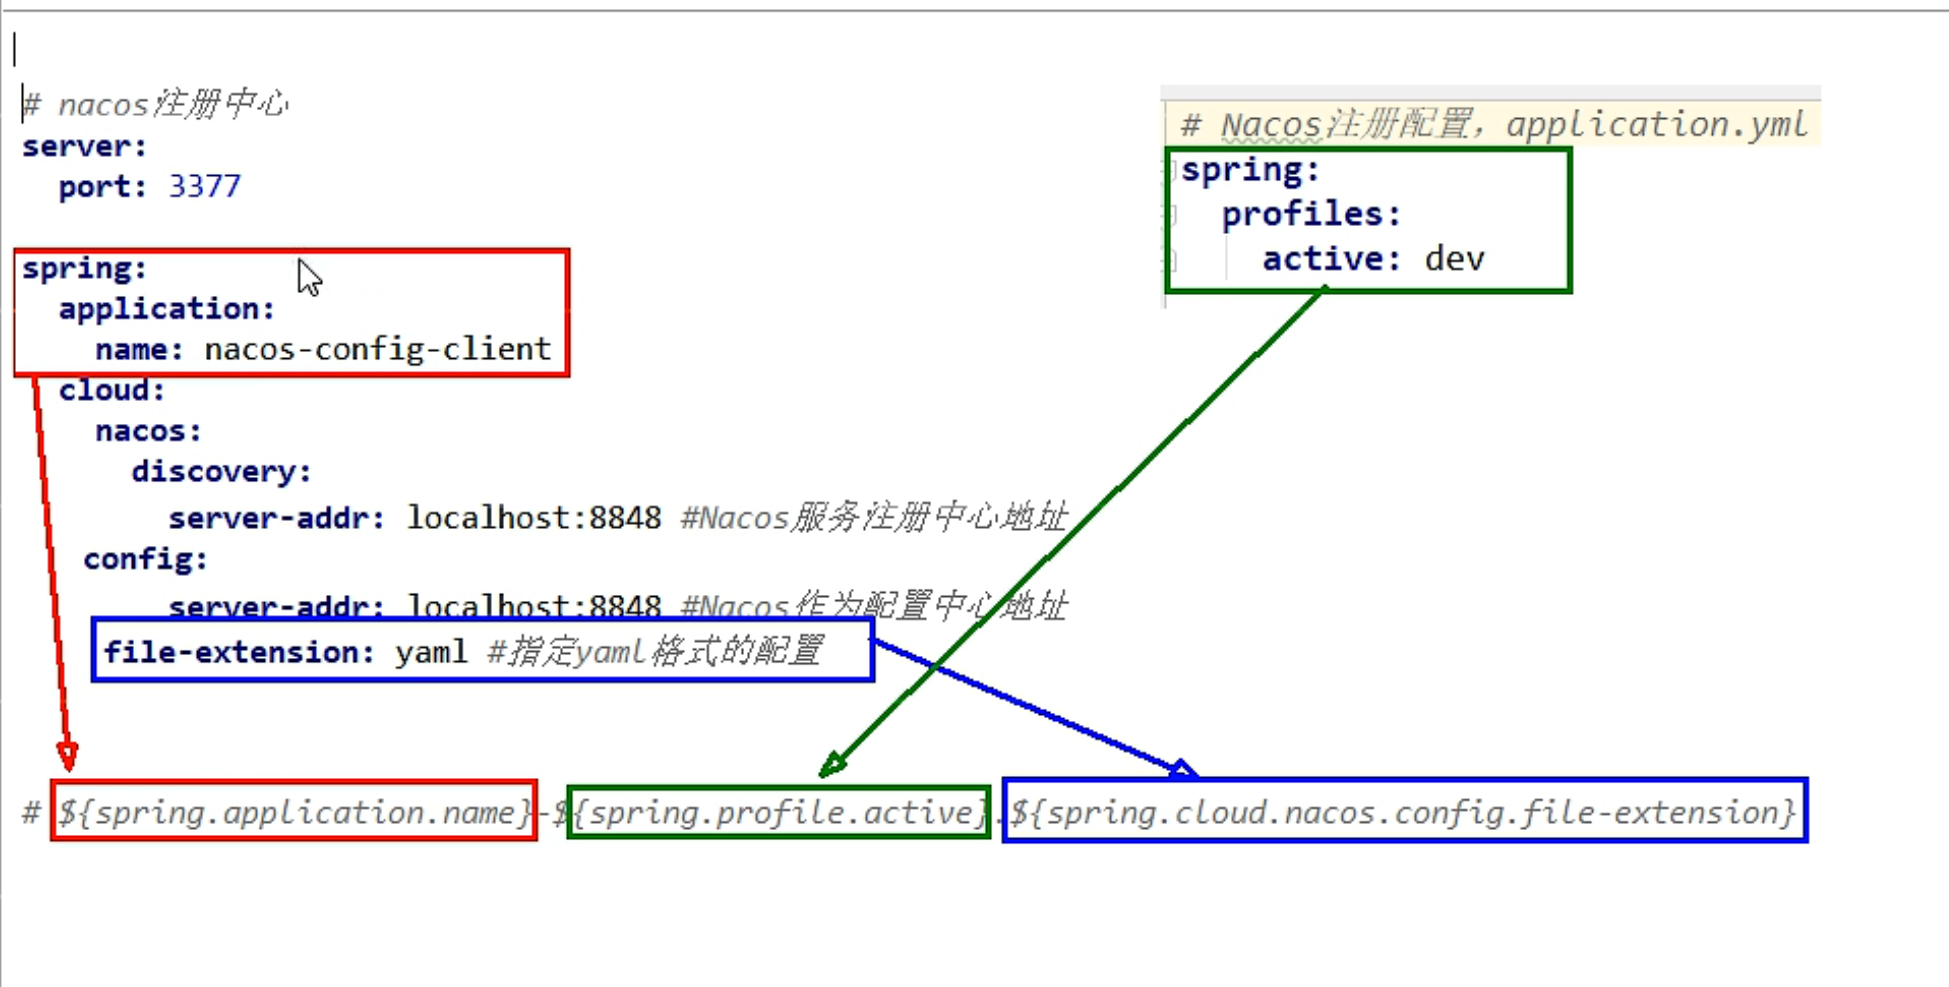 # nacos注册中心
server:
  port: 3377
spring:
  application:
    name: nacos-config-client
  cloud:
    nacos:
      discovery:
        server-addr: localhost:8848 #Nacos服务注册中心地址
   config:
        server-addr: localhost:8848 #Nacos作为配置中心地址
    file-extension: yaml #指定yaml格式的配置
# Nacos注册配置，application.yml
spring:
  profiles:
    active: dev
# ${spring.application.name}-${spring.profile.active}.${spring.cloud.nacos.config.file-extension}